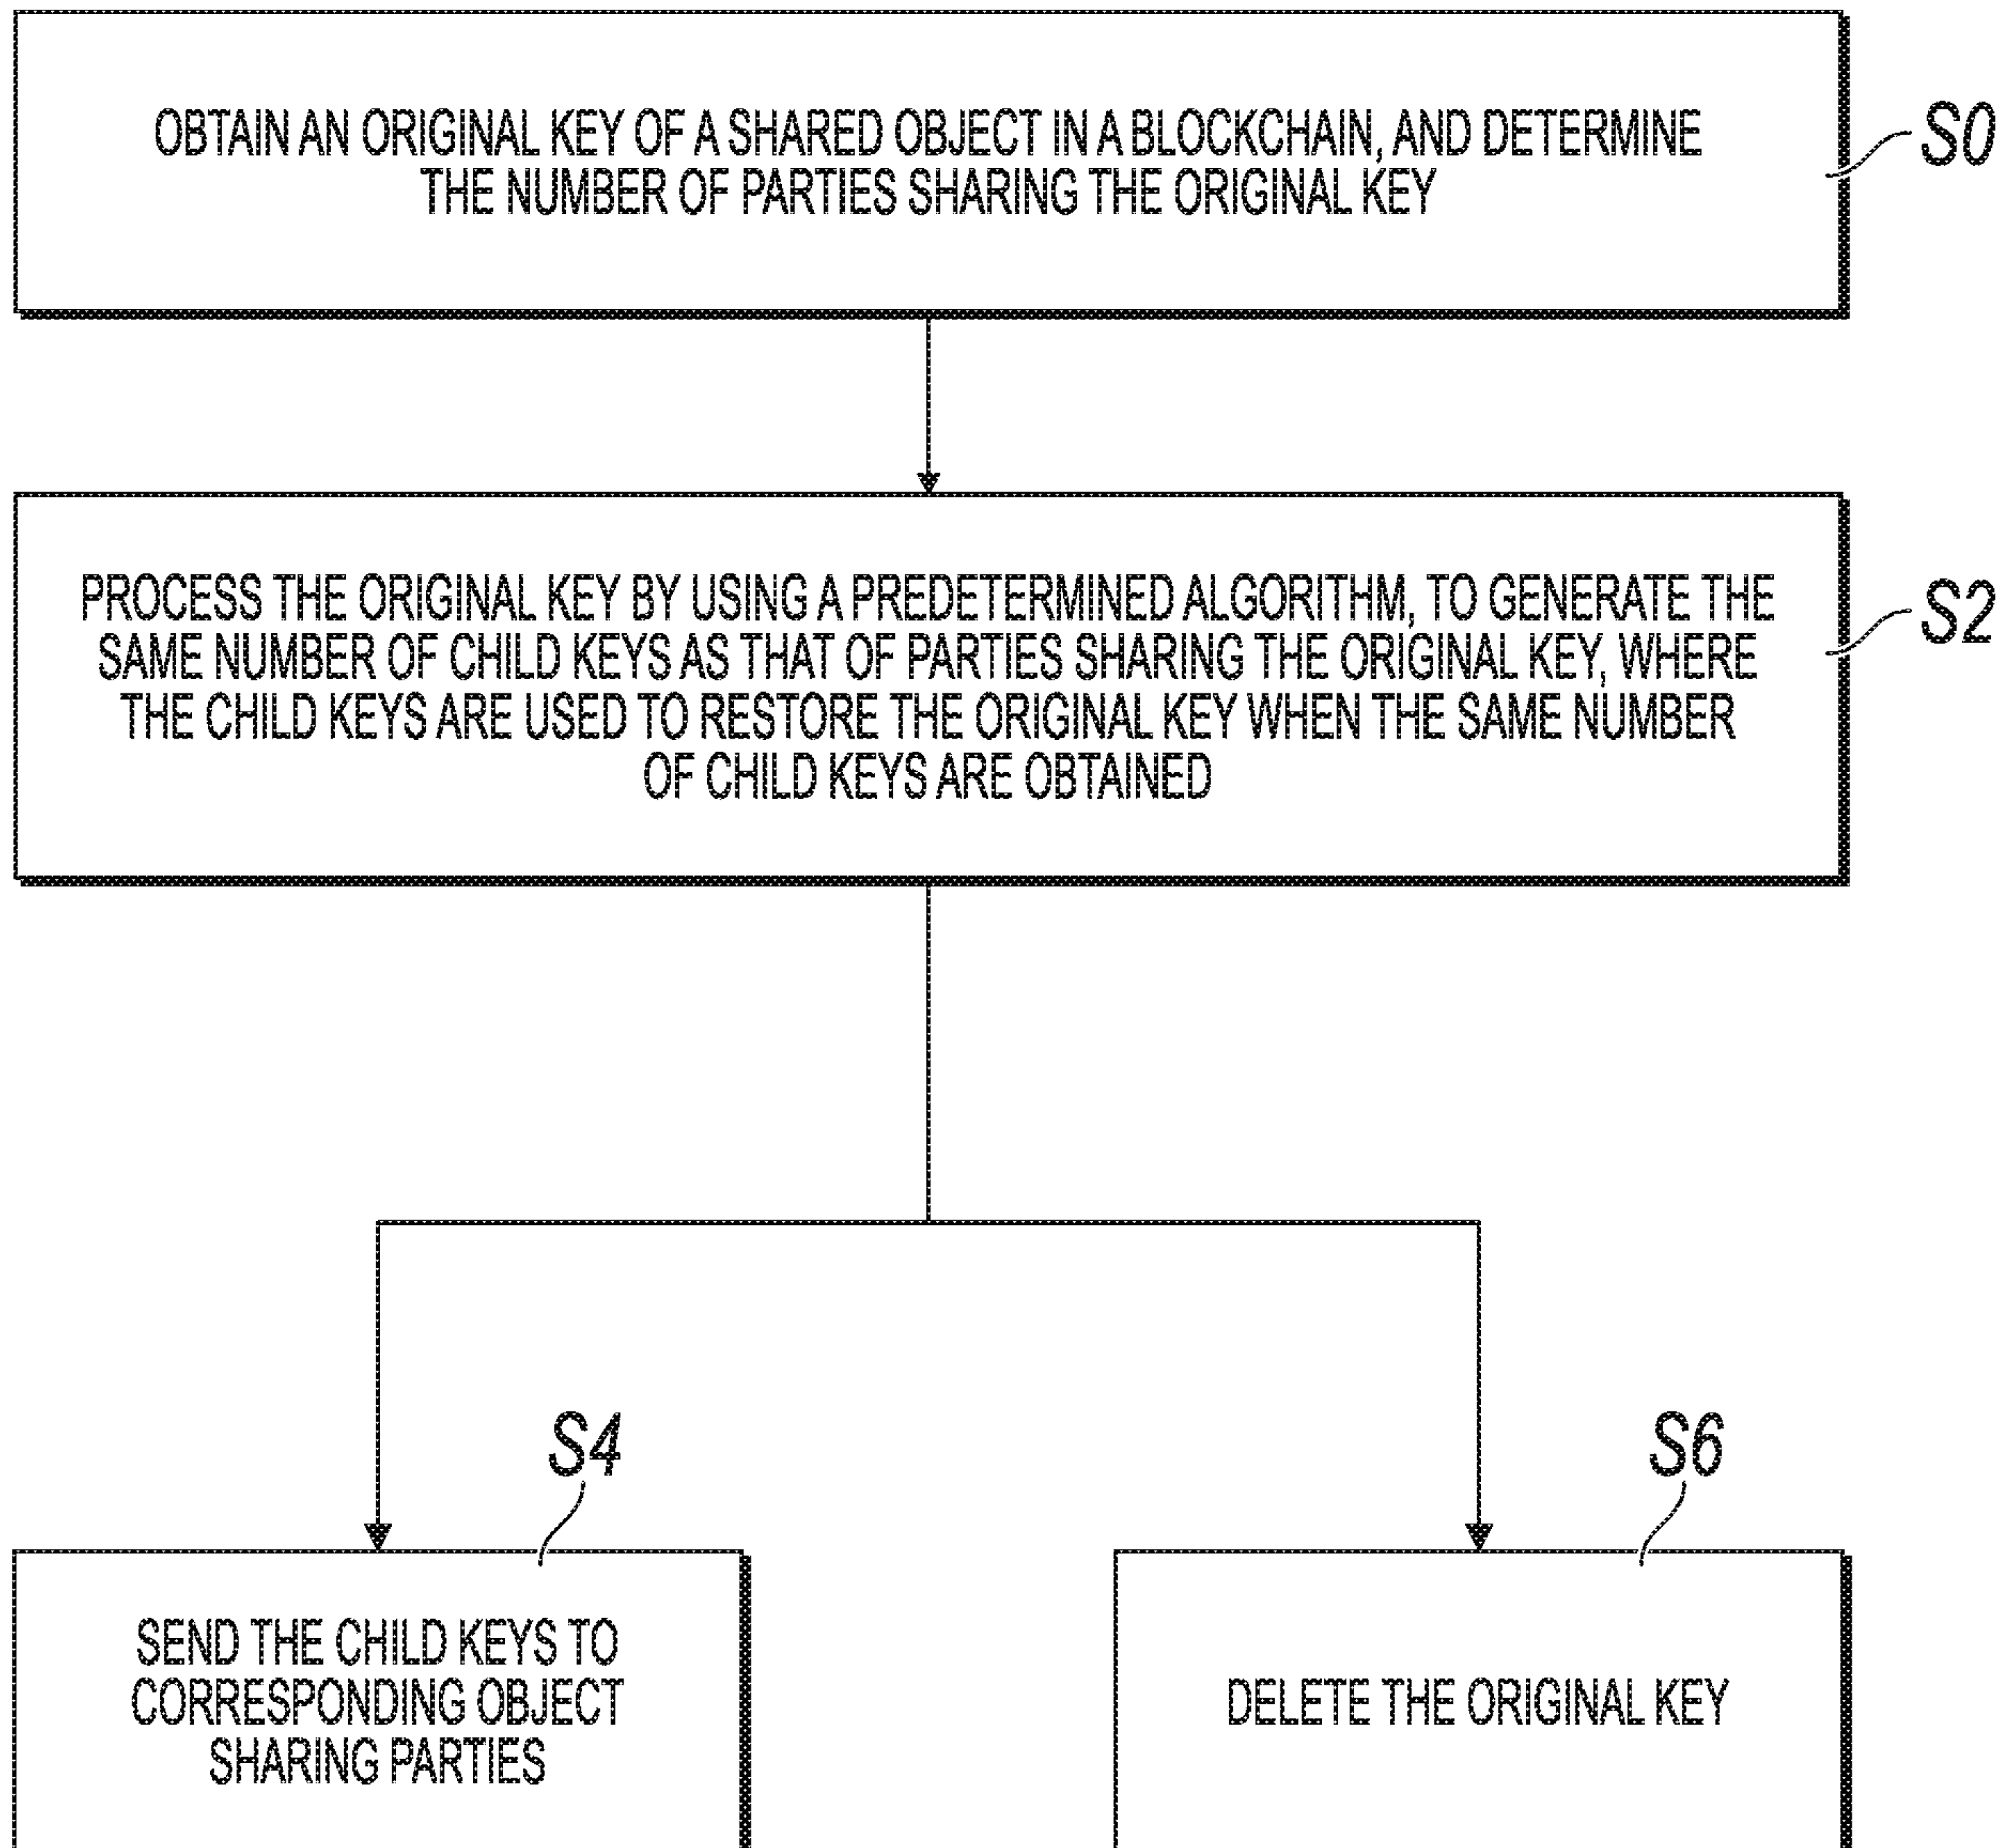 OBTAIN AN ORIGINAL KEY OF A SHARED OBJECT IN A BLOCKCHAIN, AND DETERMINE
THE NUMBER OF PARTIES SHARING THE ORIGINAL KEY
S0
PROCESS THE ORIGINAL KEY BY USING A PREDETERMINED ALGORITHM, TO GENERATE THE
SAME NUMBER OF CHILD KEYS AS THAT OF PARTIES SHARING THE ORIGINAL KEY, WHERE
THE CHILD KEYS ARE USED TO RESTORE THE ORIGINAL KEY WHEN THE SAME NUMBER
OF CHILD KEYS ARE OBTAINED
S2
S4
SEND THE CHILD KEYS TO
CORRESPONDING OBJECT
SHARING PARTIES
S6
DELETE THE ORIGINAL KEY